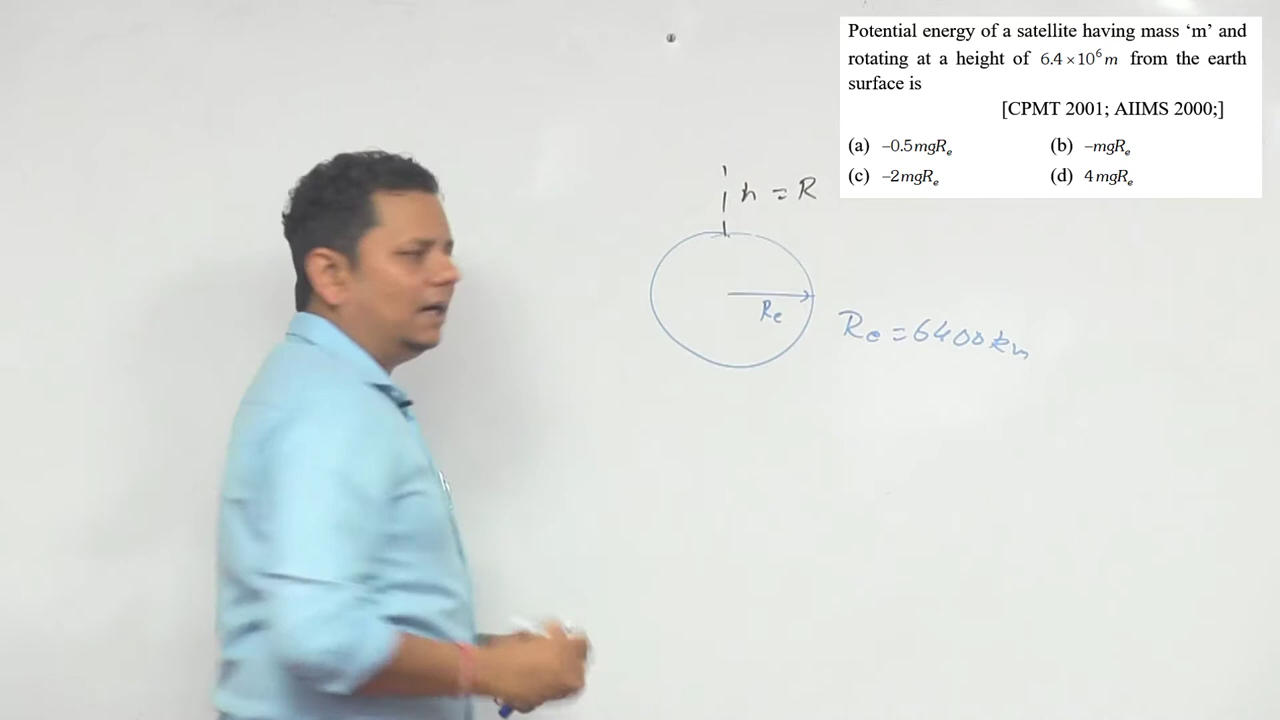 Potential energy of a satellite having mass ‘m’ and
rotating at a height of 6.4×10⁶m from the earth
surface is
[CPMT 2001; AIIMS 2000;]
(a) –0.5mgRₑ (b) –mgRₑ
(c) –2mgRₑ (d) 4mgRₑ
h = R
Re
Re = 6400 km